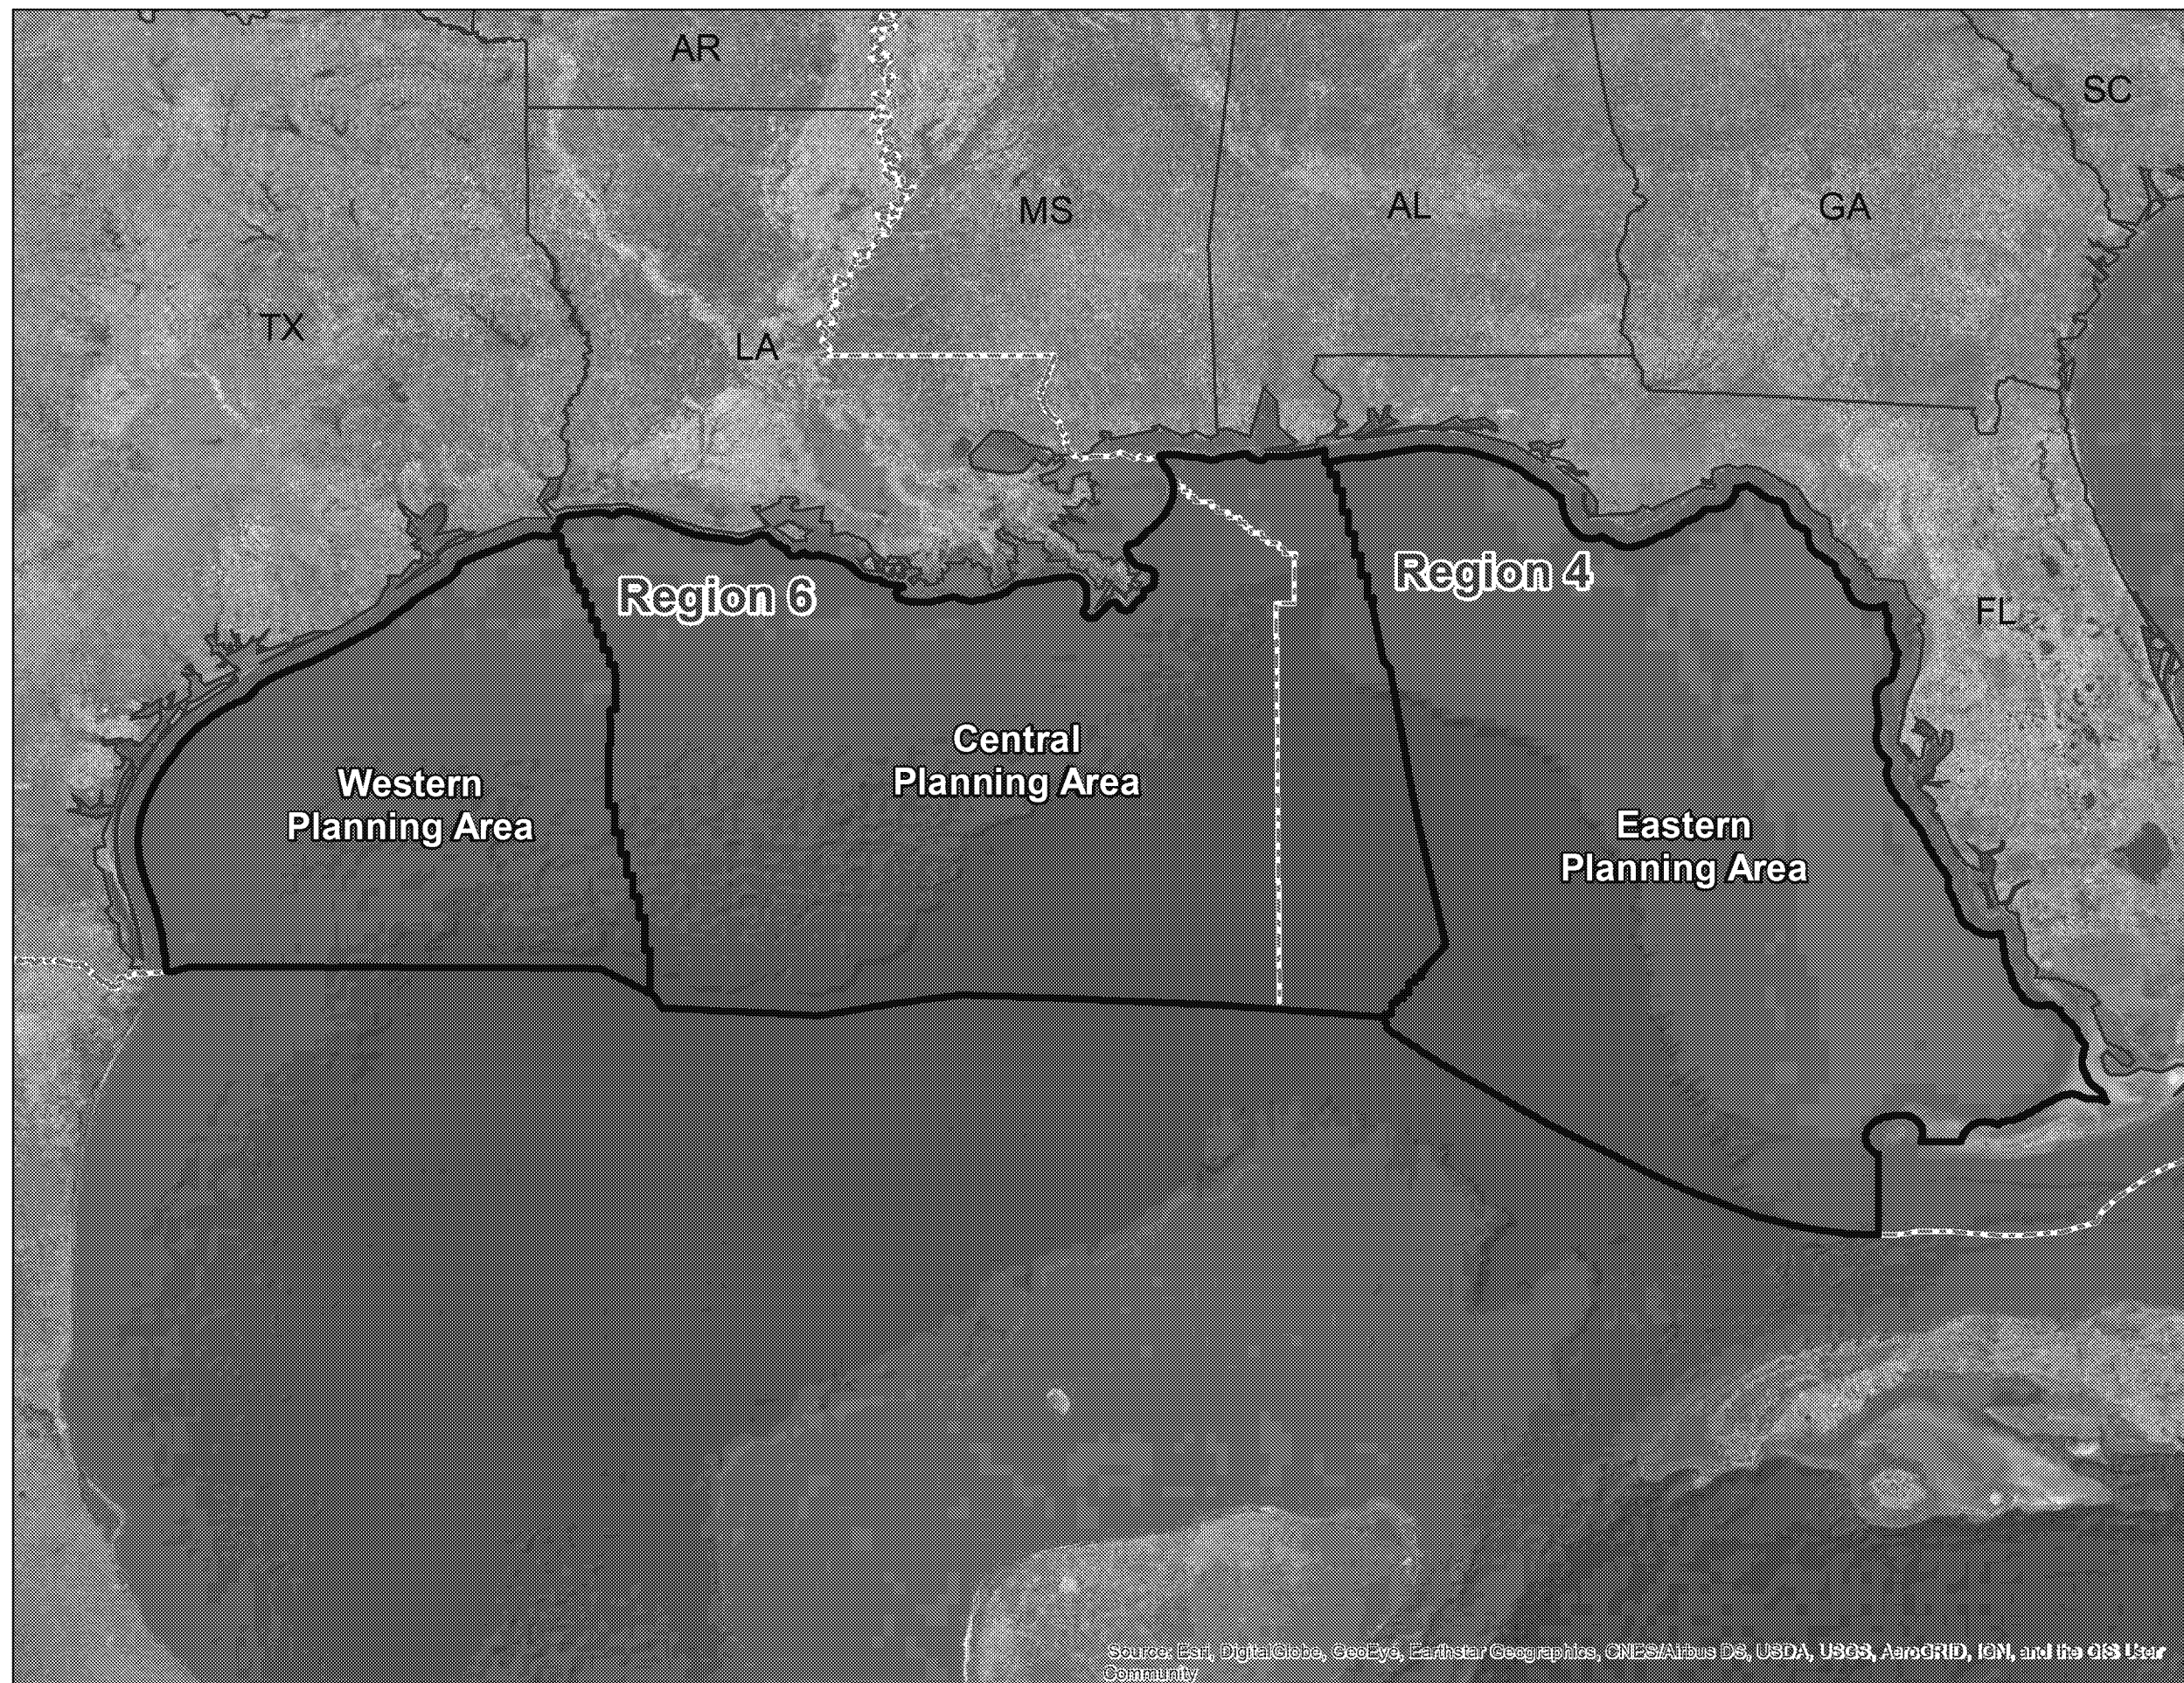 AR
SC
MS
AL
GA
TX
LA
Region 6
Region 4
FL
Central
Planning Area
Western
Planning Area
Eastern
Planning Area
Source: Esri, DigitalGlobe, GeoEye, Earthstar Geographics, CNES/Airbus DS, USDA, USGS, AeroGRID, IGN, and the GIS User
Community